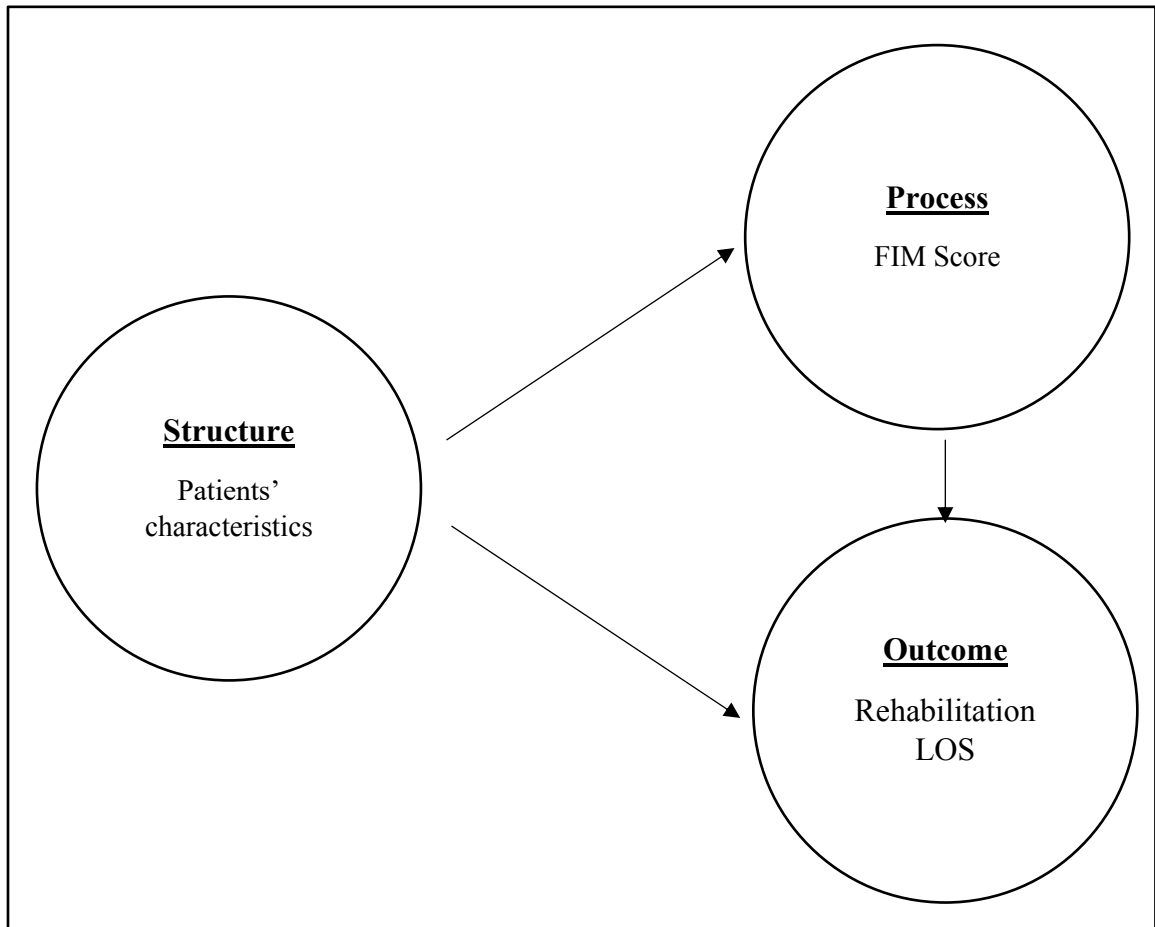 Process
FIM Score
Structure
Patients’
characteristics
Outcome
Rehabilitation
LOS